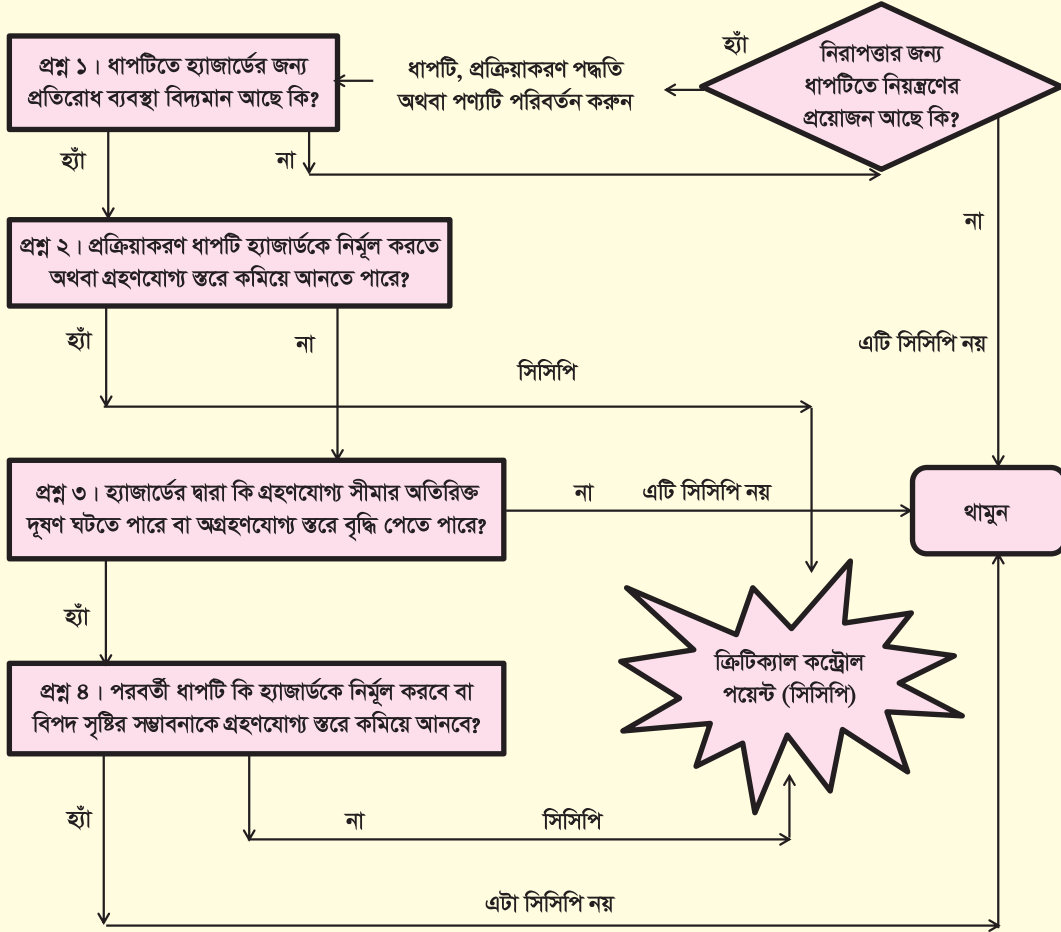 প্রশ্ন ১। ধাপটিতে হ্যাজার্ডের জন্য
প্রতিরোধ ব্যবস্থা বিদ্যমান আছে কি?
ধাপটি, প্রক্রিয়াকরণ পদ্ধতি
অথবা পণ্যটি পরিবর্তন করুন
হ্যাঁ
নিরাপত্তার জন্য
ধাপটিতে নিয়ন্ত্রণের
প্রয়োজন আছে কি?
হ্যাঁ
না
না
প্রশ্ন ২। প্রক্রিয়াকরণ ধাপটি হ্যাজার্ডকে নির্মূল করতে
অথবা গ্রহণযোগ্য স্তরে কমিয়ে আনতে পারে?
হ্যাঁ
না
এটি সিসিপি নয়
সিসিপি
প্রশ্ন ৩। হ্যাজার্ডের দ্বারা কি গ্রহণযোগ্য সীমার অতিরিক্ত
দূষণ ঘটতে পারে বা অগ্রহণযোগ্য স্তরে বৃদ্ধি পেতে পারে?
না
এটি সিসিপি নয়
থামুন
হ্যাঁ
ক্রিটিক্যাল কন্ট্রোল
পয়েন্ট (সিসিপি)
প্রশ্ন ৪। পরবর্তী ধাপটি কি হ্যাজার্ডকে নির্মূল করবে বা
বিপদ সৃষ্টির সম্ভাবনাকে গ্রহণযোগ্য স্তরে কমিয়ে আনবে?
হ্যাঁ
না
সিসিপি
এটা সিসিপি নয়